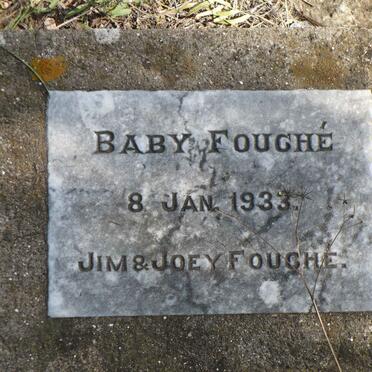 BABY FOUCHÉ
8 JAN. 1933.
JIM & JOEY FOUCHÉ.